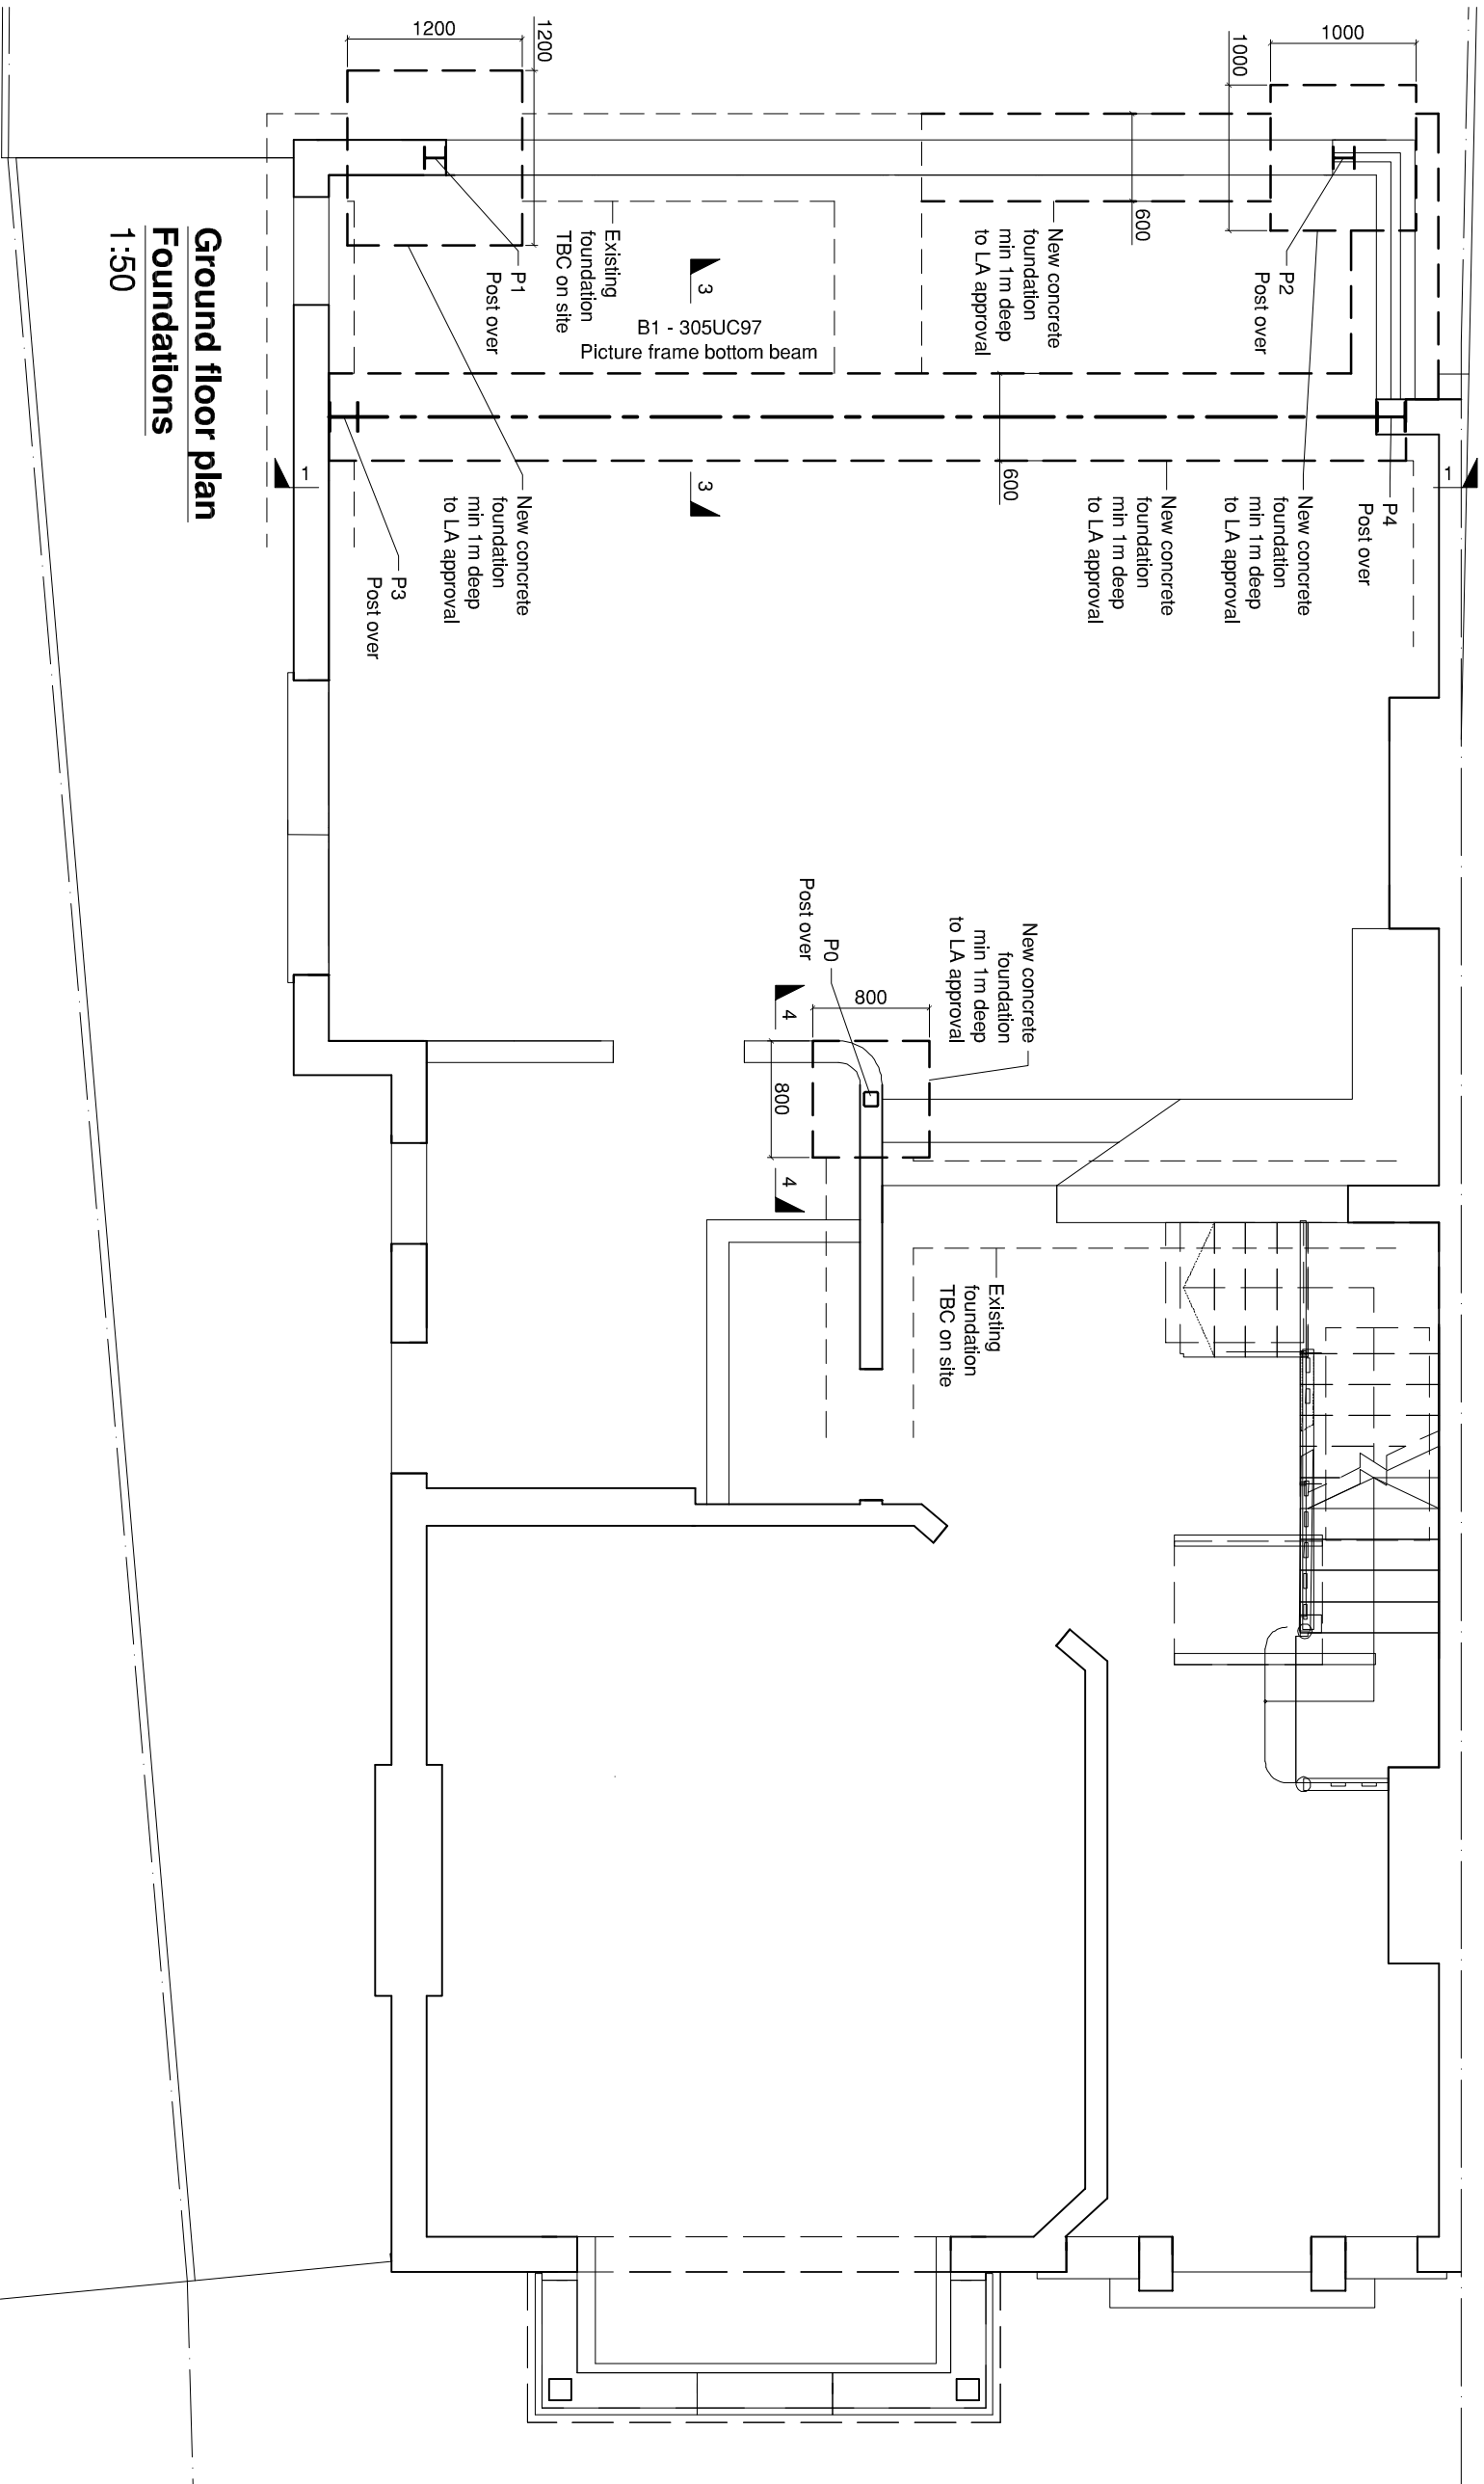 1200
1200
1000
1000
600
P1
Post over
Existing
foundation
TBC on site
3
B1 - 305UC97
Picture frame bottom beam
New concrete
foundation
min 1m deep
to LA approval
P2
Post over
Ground floor plan
Foundations
1:50
1
3
600
1
P4
Post over
New concrete
foundation
min 1m deep
to LA approval
New concrete
foundation
min 1m deep
to LA approval
New concrete
foundation
min 1m deep
to LA approval
P3
Post over
P0
Post over
New concrete
foundation
min 1m deep
to LA approval
800
4
800
4
Existing
foundation
TBC on site